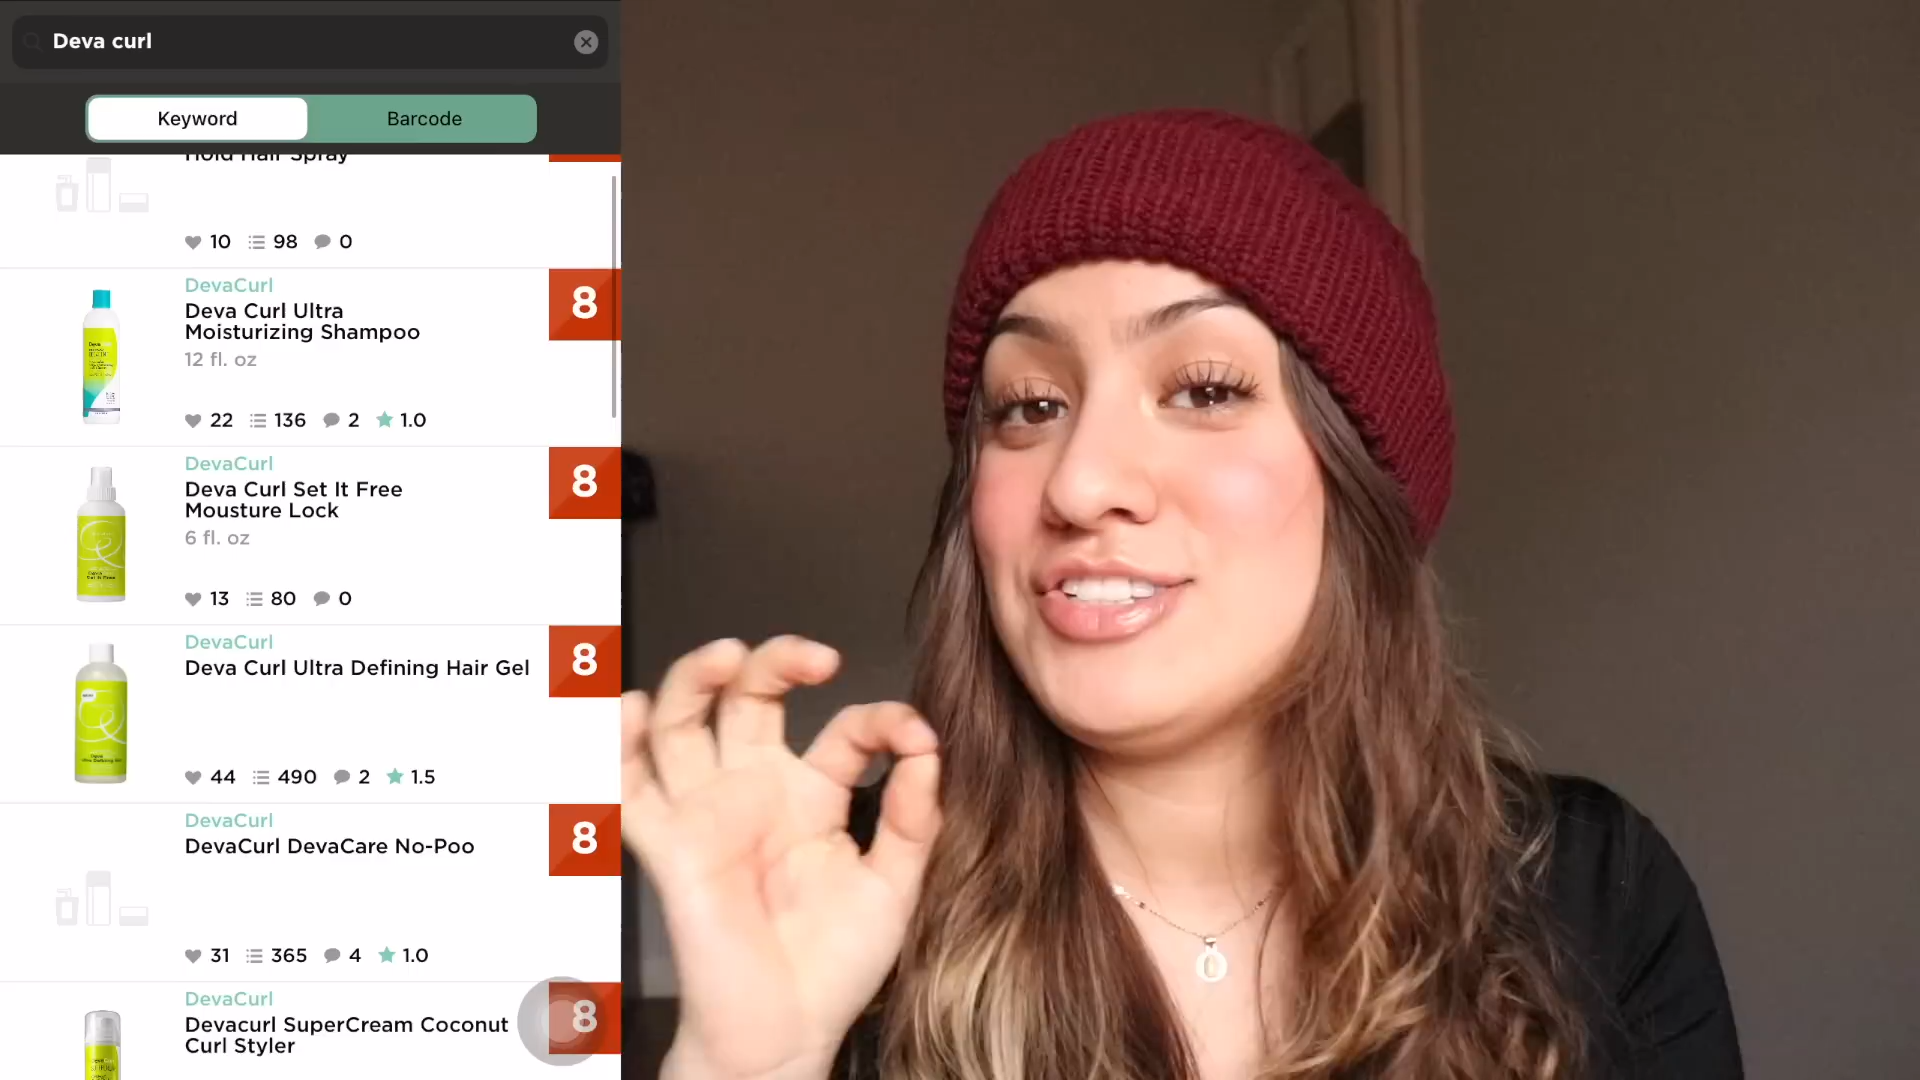 Deva curl
Keyword
Barcode
Hold Hair Spray
10 98 0
DevaCurl
Deva Curl Ultra
Moisturizing Shampoo
12 fl. oz
8
22 136 2 1.0
DevaCurl
Deva Curl Set It Free
Mousture Lock
6 fl. oz
8
13 80 0
DevaCurl
Deva Curl Ultra Defining Hair Gel
8
44 490 2 1.5
DevaCurl
DevaCurl DevaCare No-Poo
8
31 365 4 1.0
DevaCurl
Devacurl SuperCream Coconut
Curl Styler
8